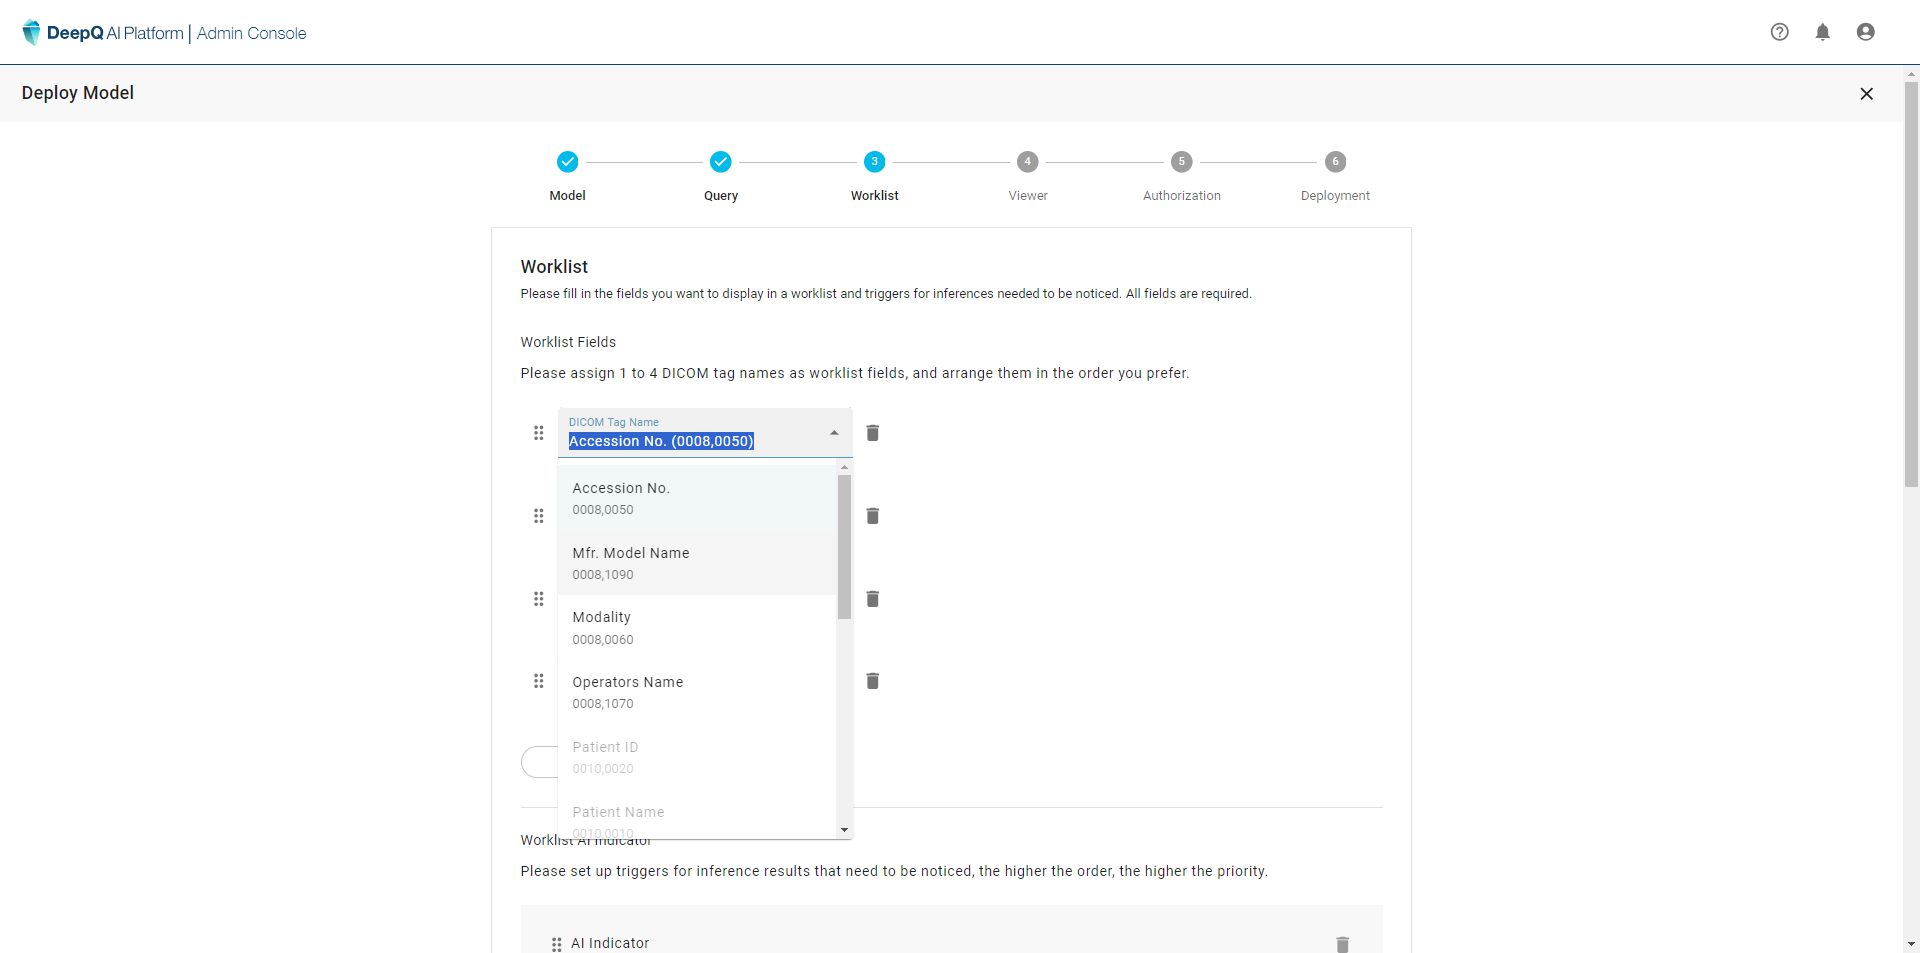 DeepQ AI Platform | Admin Console
Deploy Model
3
4
5
6
Model
Query
Worklist
Viewer
Authorization
Deployment
Worklist
Please fill in the fields you want to display in a worklist and triggers for inferences needed to be noticed. All fields are required.
Worklist Fields
Please assign 1 to 4 DICOM tag names as worklist fields, and arrange them in the order you prefer.
DICOM Tag Name
Accession No. (0008,0050)
Accession No.
0008,0050
Mfr. Model Name
0008,1090
Modality
0008,0060
Operators Name
0008,1070
Patient ID
0010,0020
Patient Name
0010,0010
Worklist AI Indicator
Please set up triggers for inference results that need to be noticed, the higher the order, the higher the priority.
AI Indicator